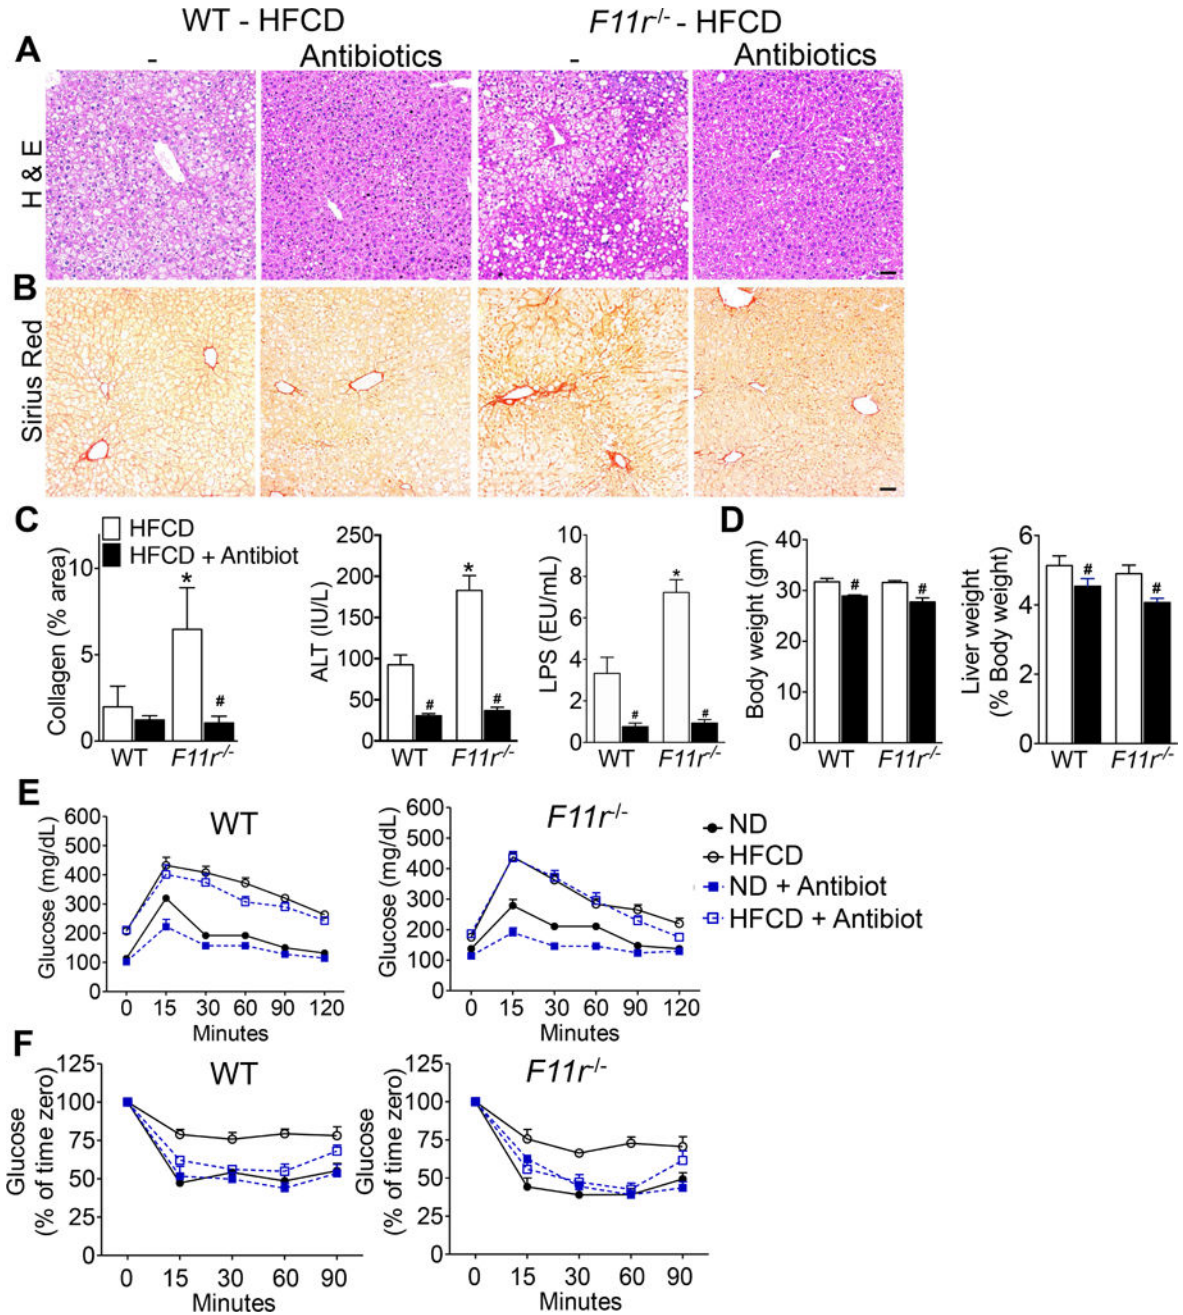 WT - HFCD F11r-/- - HFCD
A - Antibiotics - Antibiotics
H & E
B
Sirius Red
C
HFCD
HFCD + Antibiot
Collagen (% area)
10
5
0
WT F11r-/-
*
#
ALT (IU/L)
250
200
150
100
50
0
WT F11r-/-
#
*
#
LPS (EU/mL)
10
8
6
4
2
0
WT F11r-/-
#
*
#
D
Body weight (gm)
40
30
20
10
0
WT F11r-/-
#
#
Liver weight
(% Body weight)
6
4
2
0
WT F11r-/-
#
#
E
WT
Glucose (mg/dL)
600
500
400
300
200
100
0
0 15 30 60 90 120
Minutes
F11r-/-
Glucose (mg/dL)
600
500
400
300
200
100
0
0 15 30 60 90 120
Minutes
ND
HFCD
ND + Antibiot
HFCD + Antibiot
F
WT
Glucose
(% of time zero)
125
100
75
50
25
0
0 15 30 60 90
Minutes
F11r-/-
Glucose
(% of time zero)
125
100
75
50
25
0
0 15 30 60 90
Minutes